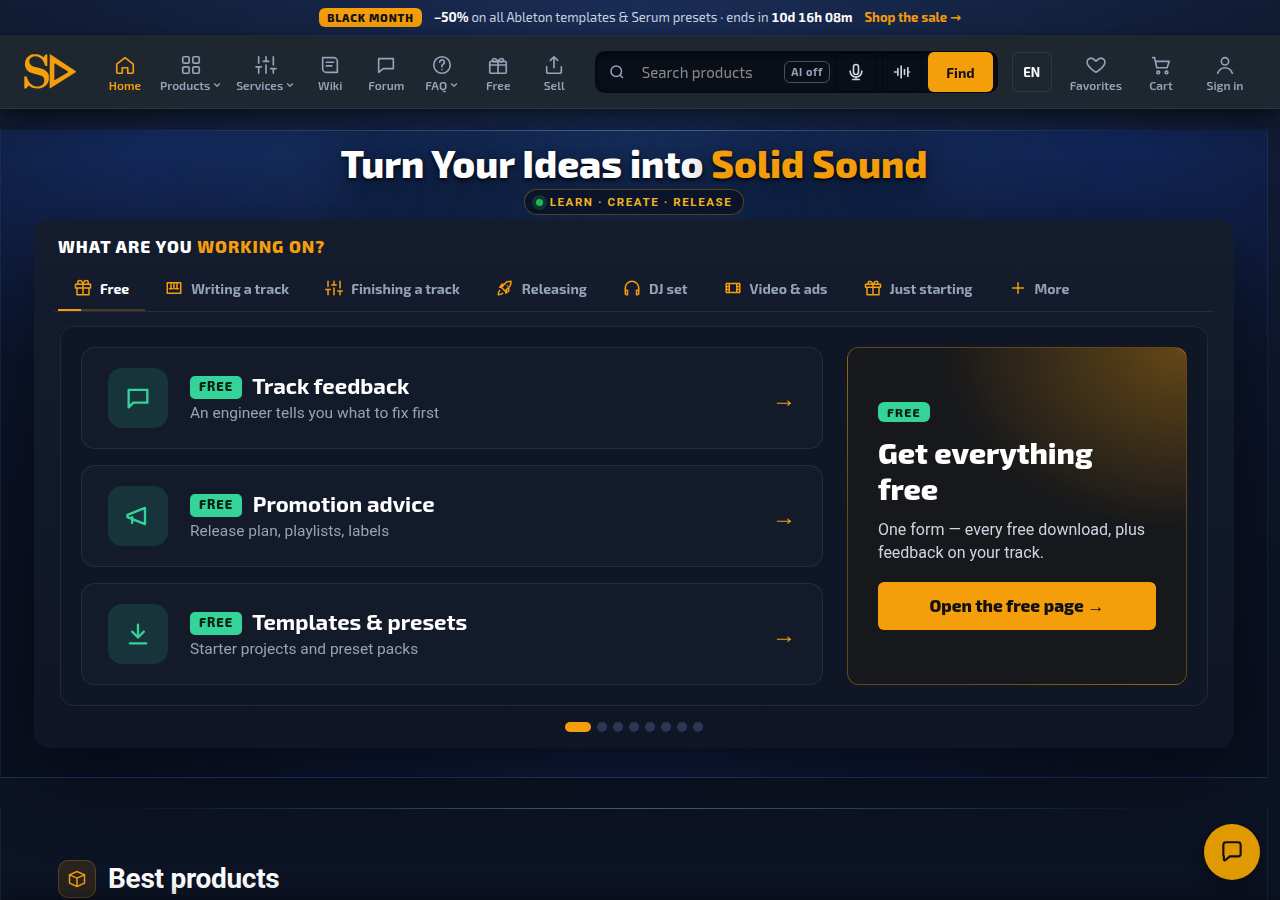 BLACK MONTH –50% on all Ableton templates & Serum presets · ends in 10d 16h 08m Shop the sale →
SD
Home
Products
Services
Wiki
Forum
FAQ
Free
Sell
Search products
AI off
Find
EN
Favorites
Cart
Sign in
Turn Your Ideas into Solid Sound
LEARN · CREATE · RELEASE
WHAT ARE YOU WORKING ON?
Free
Writing a track
Finishing a track
Releasing
DJ set
Video & ads
Just starting
More
FREE Track feedback
An engineer tells you what to fix first
→
FREE Promotion advice
Release plan, playlists, labels
→
FREE Templates & presets
Starter projects and preset packs
→
FREE
Get everything
free
One form — every free download, plus
feedback on your track.
Open the free page →
Best products